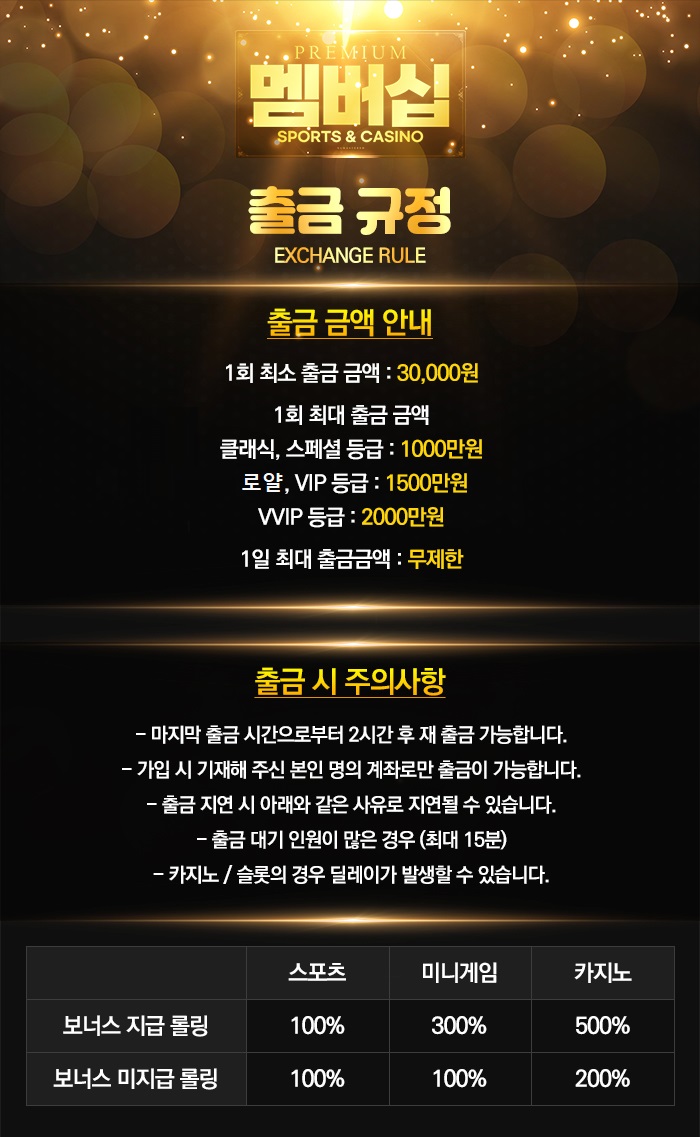 PREMIUM
멤버십
SPORTS & CASINO
출금 규정
EXCHANGE RULE
출금 금액 안내
1회 최소 출금 금액 : 30,000원
1회 최대 출금 금액
클래식, 스페셜 등급 : 1000만원
로얄, VIP 등급 : 1500만원
VVIP 등급 : 2000만원
1일 최대 출금금액 : 무제한
출금 시 주의사항
- 마지막 출금 시간으로부터 2시간 후 재 출금 가능합니다.
- 가입 시 기재해 주신 본인 명의 계좌로만 출금이 가능합니다.
- 출금 지연 시 아래와 같은 사유로 지연될 수 있습니다.
- 출금 대기 인원이 많은 경우 (최대 15분)
- 카지노 / 슬롯의 경우 딜레이가 발생할 수 있습니다.
스포츠 미니게임 카지노
보너스 지급 롤링 100% 300% 500%
보너스 미지급 롤링 100% 100% 200%